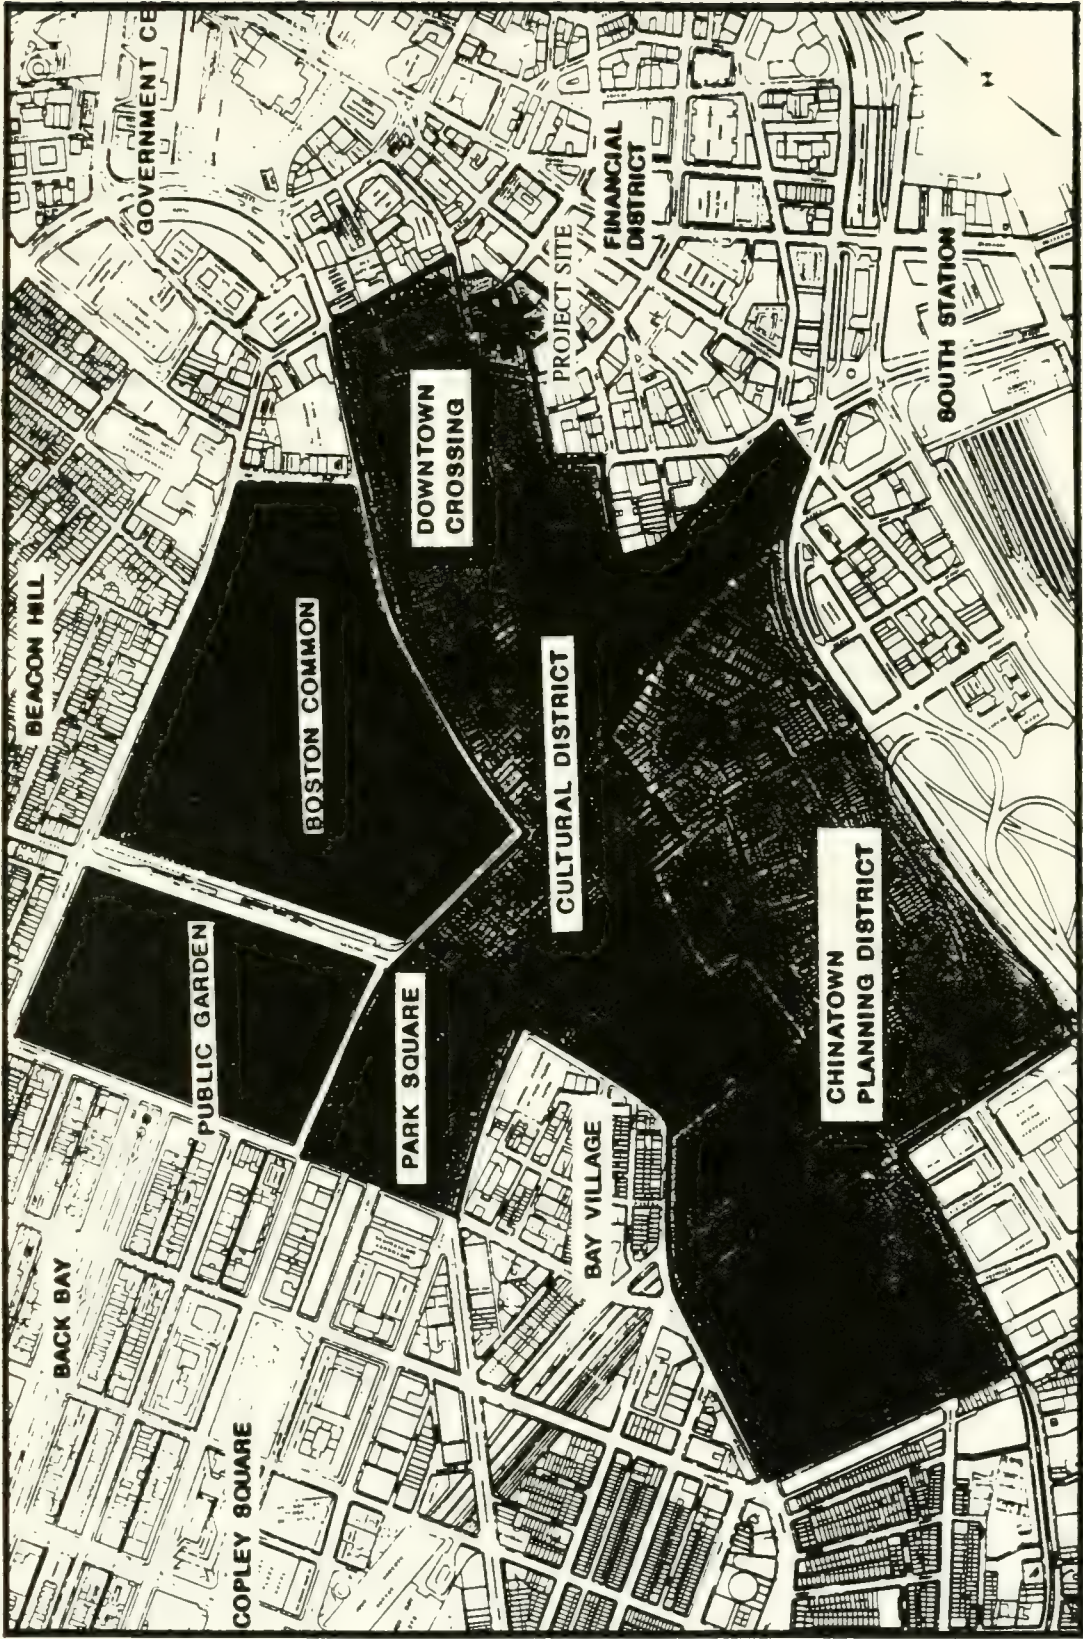 GOVERNMENT CE
BEACON HILL
FINANCIAL
DISTRICT
PROJECT SITE
SOUTH STATION
DOWNTOWN
CROSSING
BOSTON COMMON
CULTURAL DISTRICT
PUBLIC GARDEN
PARK SQUARE
CHINATOWN
PLANNING DISTRICT
BAY VILLAGE
BACK BAY
COPLEY SQUARE
N